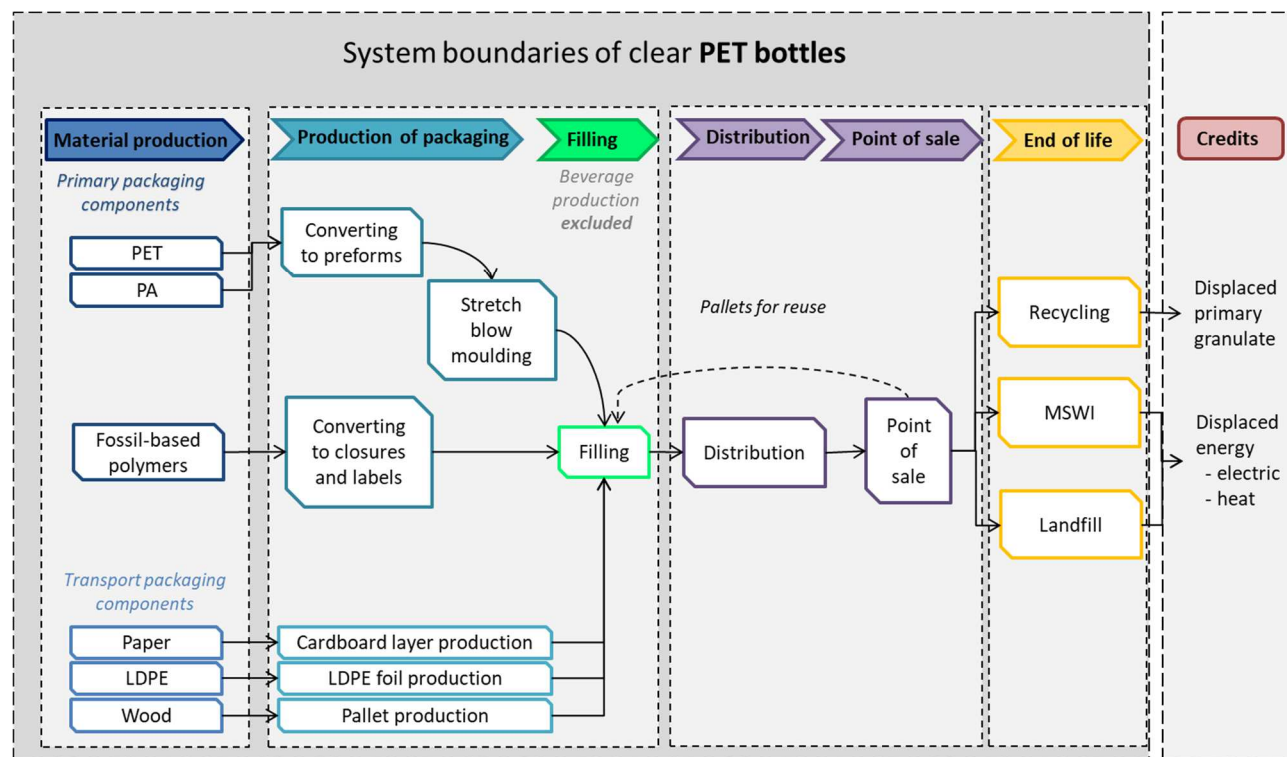 System boundaries of clear PET bottles
Material production
Production of packaging
Filling
Distribution
Point of sale
End of life
Credits
Primary packaging
components
Beverage
production
excluded
PET
PA
Converting
to preforms
Stretch
blow
moulding
Pallets for reuse
Recycling
Displaced
primary
granulate
Fossil-based
polymers
Converting
to closures
and labels
Filling
Distribution
Point
of
sale
MSWI
Landfill
Displaced
energy
- electric
- heat
Transport packaging
components
Paper
Cardboard layer production
LDPE
LDPE foil production
Wood
Pallet production